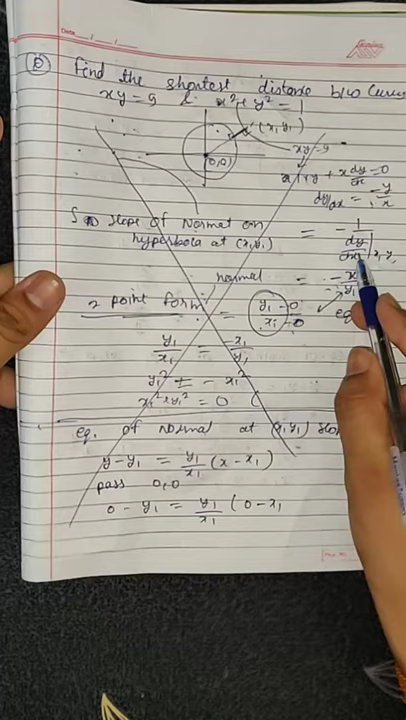 Date / /
(P) Find the shortest distance b/w Curve
xy = 9 & x² + y² = 1
(x₁ y₁)
(0,0)
xy = 9
y + x dy/dx = 0
dy/dx = -y/x
Slope of Normal on = - 1/(dy/dx)
hyperbola at (x₁ y₁)
normal
2 point form = (y₁ - 0)/(x₁ - 0)
y₁/x₁ = -x₁/y₁
y₁² = - x₁²
x₁² + y₁² = 0
eq. of normal at (x₁ y₁)
y - y₁ = y₁/x₁ (x - x₁)
pass 0,0
0 - y₁ = y₁/x₁ (0 - x₁